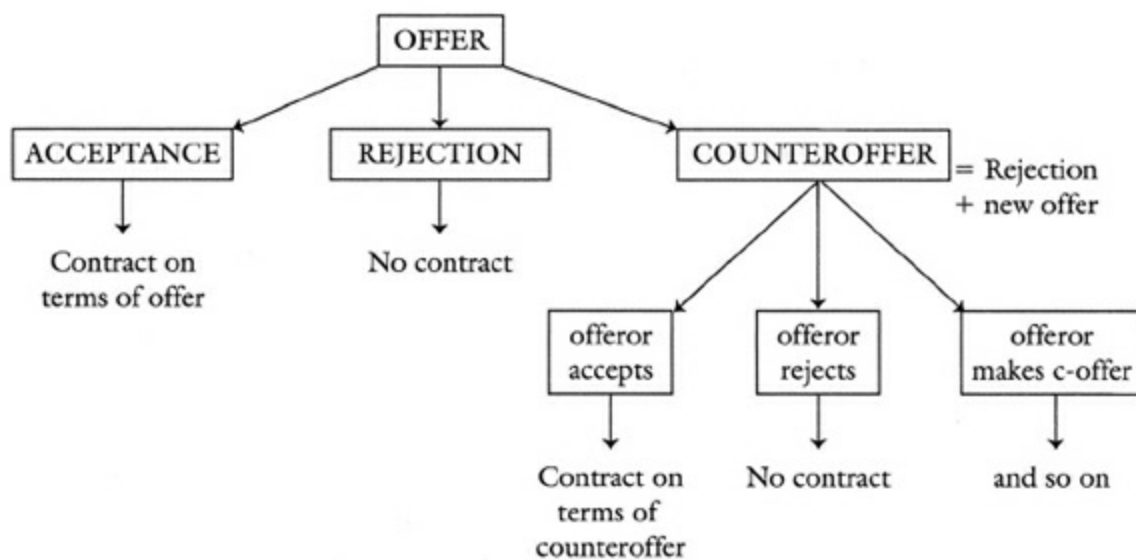 OFFER
ACCEPTANCE
REJECTION
COUNTEROFFER
= Rejection
+ new offer
Contract on
terms of offer
No contract
offeror
accepts
offeror
rejects
offeror
makes c-offer
Contract on
terms of
counteroffer
No contract
and so on